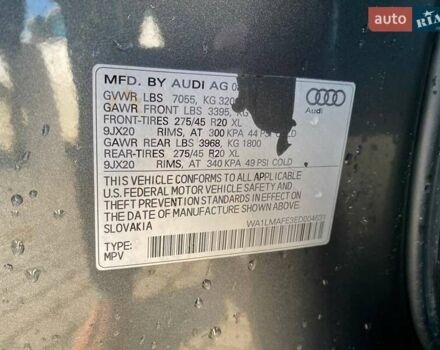 auto RIA
MFD. BY AUDI AG
GVWR LBS 7055, KG
GAWR FRONT LBS 3395, KG
FRONT-TIRES 275/45 R20 XL
9JX20 RIMS, AT 300 KPA 44 PSI COLD
GAWR REAR LBS 3968, KG 1800
REAR-TIRES 275/45 R20 XL
9JX20 RIMS, AT 340 KPA 49 PSI COLD
Audi
THIS VEHICLE CONFORMS TO ALL APPLICABLE
U.S. FEDERAL MOTOR VEHICLE SAFETY AND
THEFT PREVENTION STANDARDS IN EFFECT ON
THE DATE OF MANUFACTURE SHOWN ABOVE.
SLOVAKIA
WA1LMAFE3ED004631
TYPE:
MPV